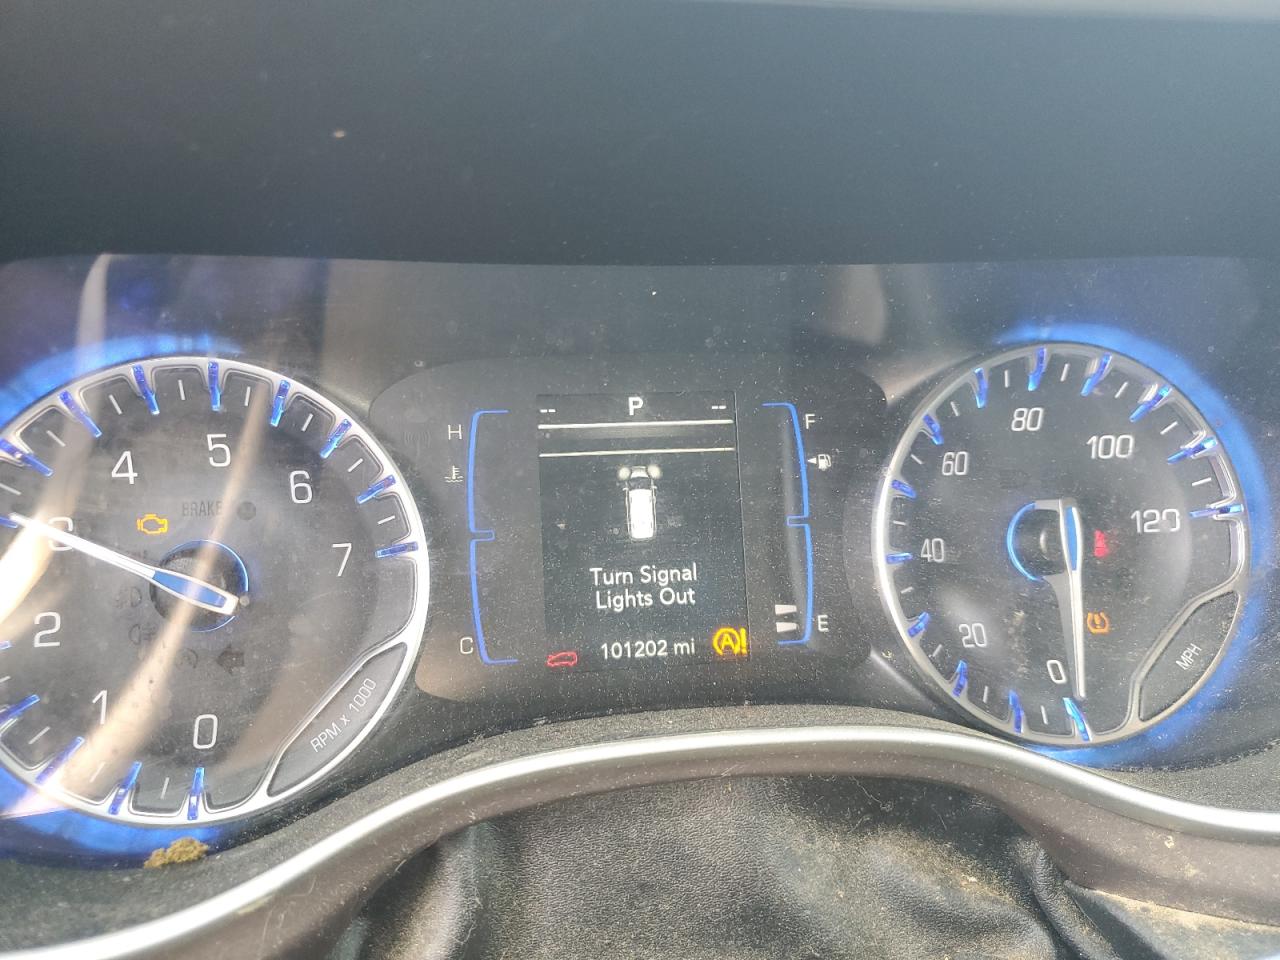 -- P --
H
F
C
E
Turn Signal
Lights Out
101202 mi
A!
BRAKE
0
1
2
3
4
5
6
7
RPM x 1000
0
20
40
60
80
100
120
MPH